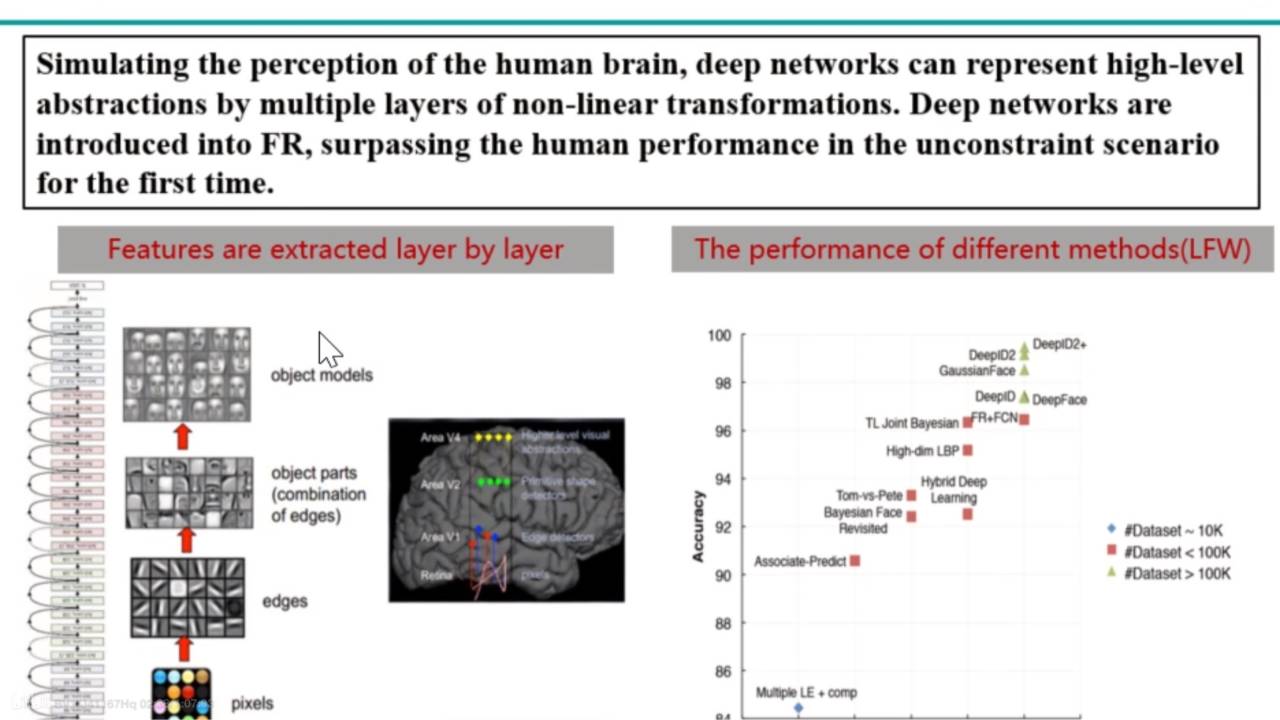 Simulating the perception of the human brain, deep networks can represent high-level
abstractions by multiple layers of non-linear transformations. Deep networks are
introduced into FR, surpassing the human performance in the unconstraint scenario
for the first time.
Features are extracted layer by layer
The performance of different methods(LFW)
object models
object parts
(combination
of edges)
edges
pixels
Area V4
Higher level visual
abstractions
Area V2
Primitive shape
detectors
Area V1
Edge detectors
Retina
pixels
Accuracy
100
98
96
94
92
90
88
86
84
DeepID2+
DeepID2
GaussianFace
DeepID
DeepFace
TL Joint Bayesian
FR+FCN
High-dim LBP
Hybrid Deep
Learning
Tom-vs-Pete
Bayesian Face
Revisited
Associate-Predict
Multiple LE + comp
#Dataset ~ 10K
#Dataset < 100K
#Dataset > 100K